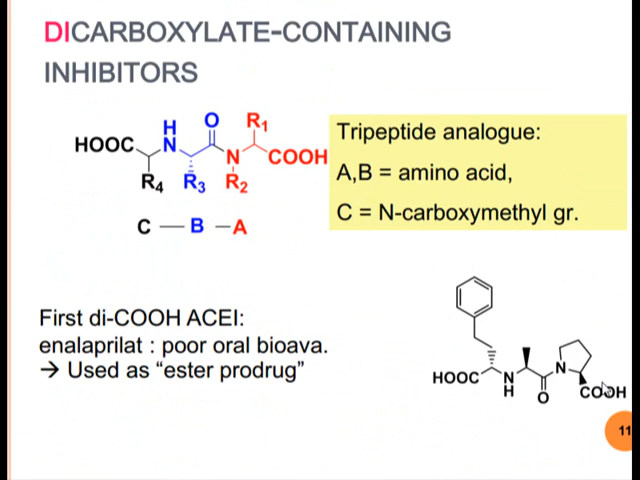 DICARBOXYLATE-CONTAINING
INHIBITORS
H
O
R1
HOOC
N
N
COOH
R4
R3
R2
C — B – A
Tripeptide analogue:
A,B = amino acid,
C = N-carboxymethyl gr.
First di-COOH ACEI:
enalaprilat : poor oral bioava.
→ Used as “ester prodrug”
HOOC
N
H
O
N
COOH
11